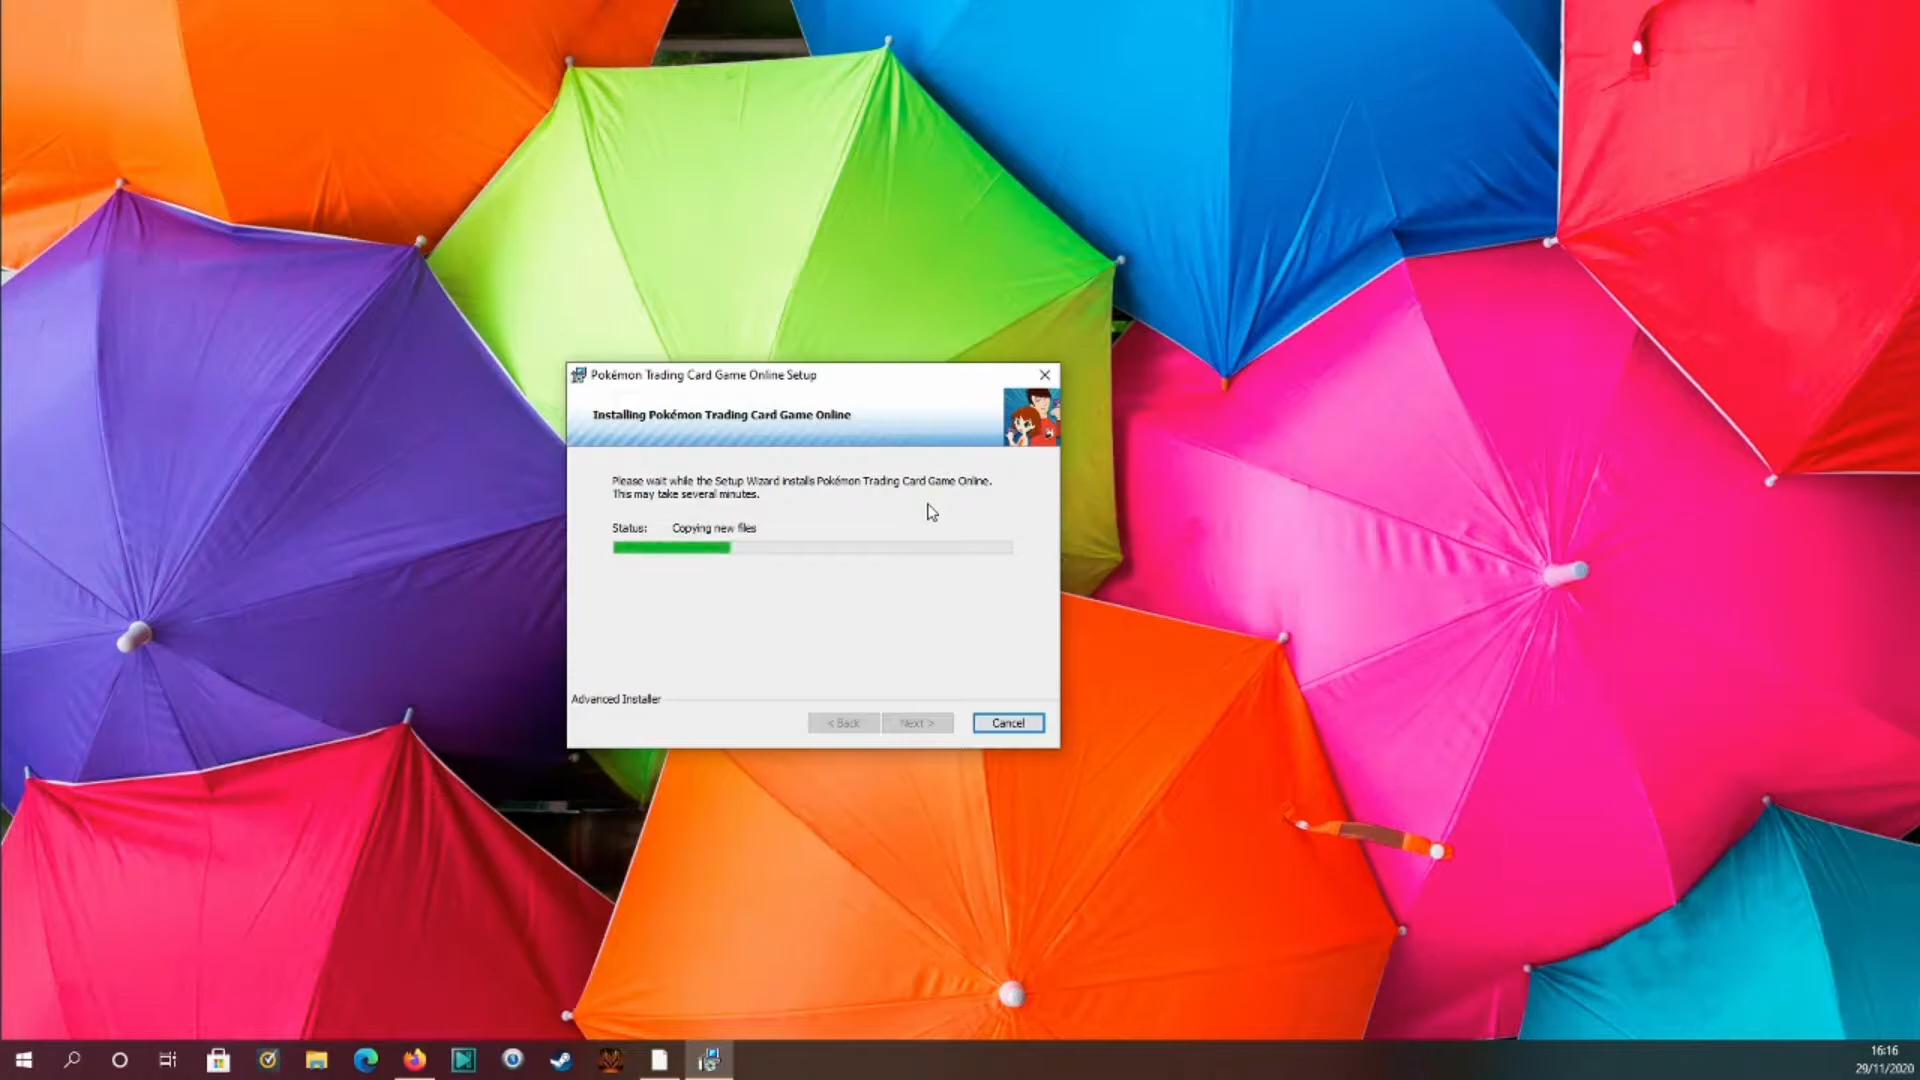 Pokémon Trading Card Game Online Setup
Installing Pokémon Trading Card Game Online
Please wait while the Setup Wizard installs Pokémon Trading Card Game Online.
This may take several minutes.
Status: Copying new files
Advanced Installer
< Back Next > Cancel
16:16
29/11/2020